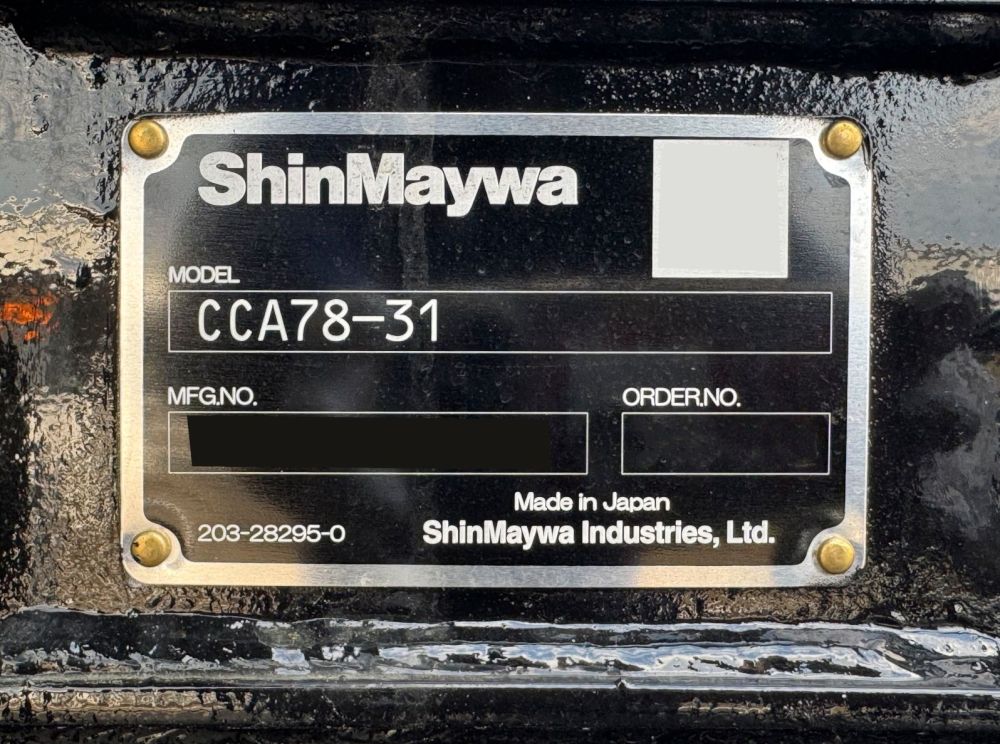 ShinMaywa
MODEL
CCA78-31
MFG.NO.
ORDER.NO.
Made in Japan
203-28295-0
ShinMaywa Industries, Ltd.